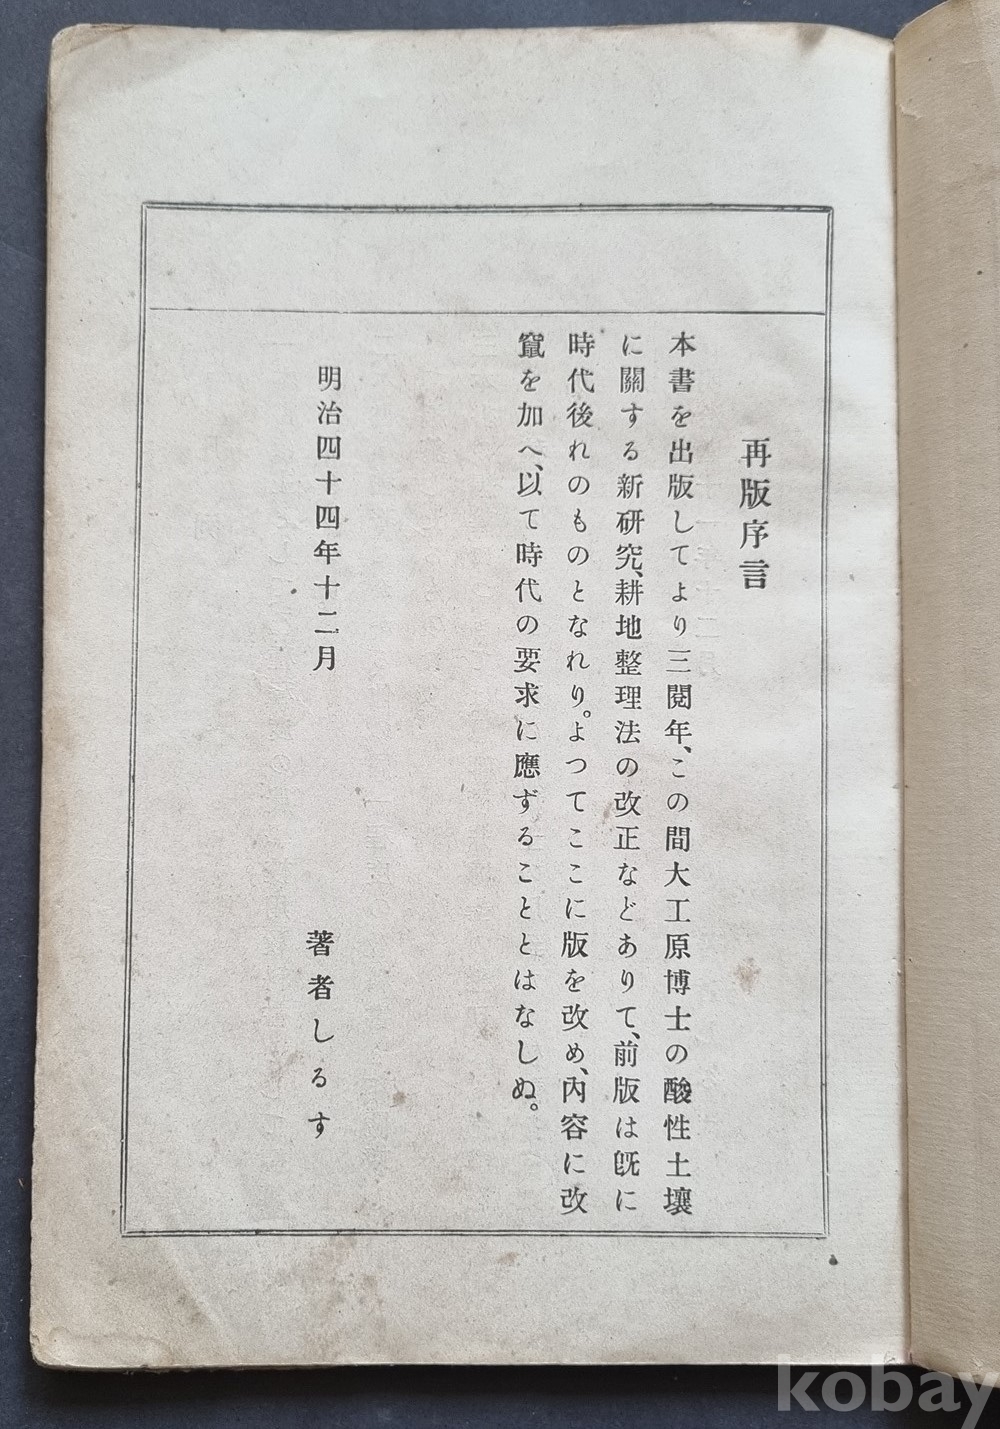 再版序言
本書を出版してより三閱年、この間大工原博士の酸性土壤
に關する新研究、耕地整理法の改正などありて、前版は既に
時代後れのものとなれり。よつてここに版を改め、內容に改
竄を加へ、以て時代の要求に應ずることとはなしぬ。
明治四十四年十二月
著者しるす
kobay